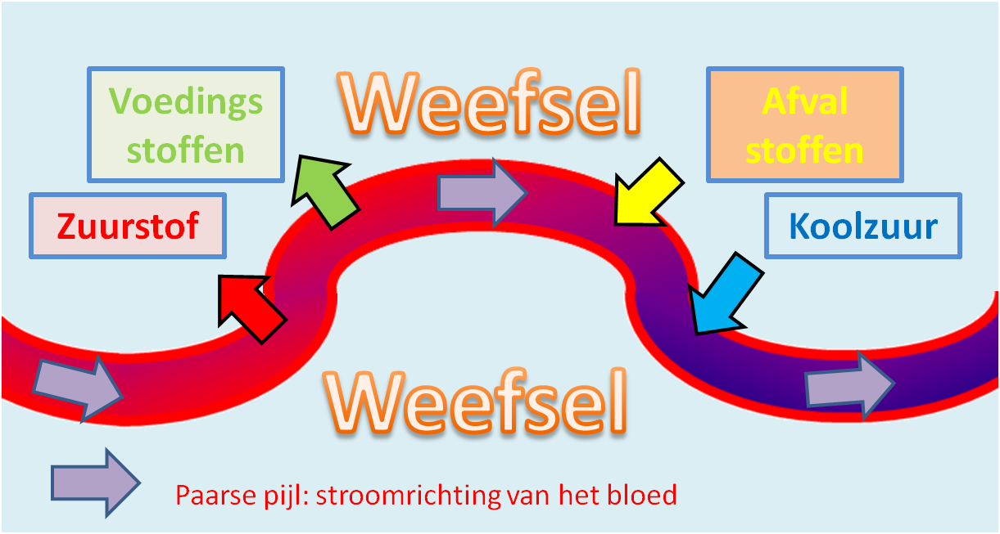 Weefsel
Voedings
stoffen
Afval
stoffen
Zuurstof
Koolzuur
Weefsel
Paarse pijl: stroomrichting van het bloed